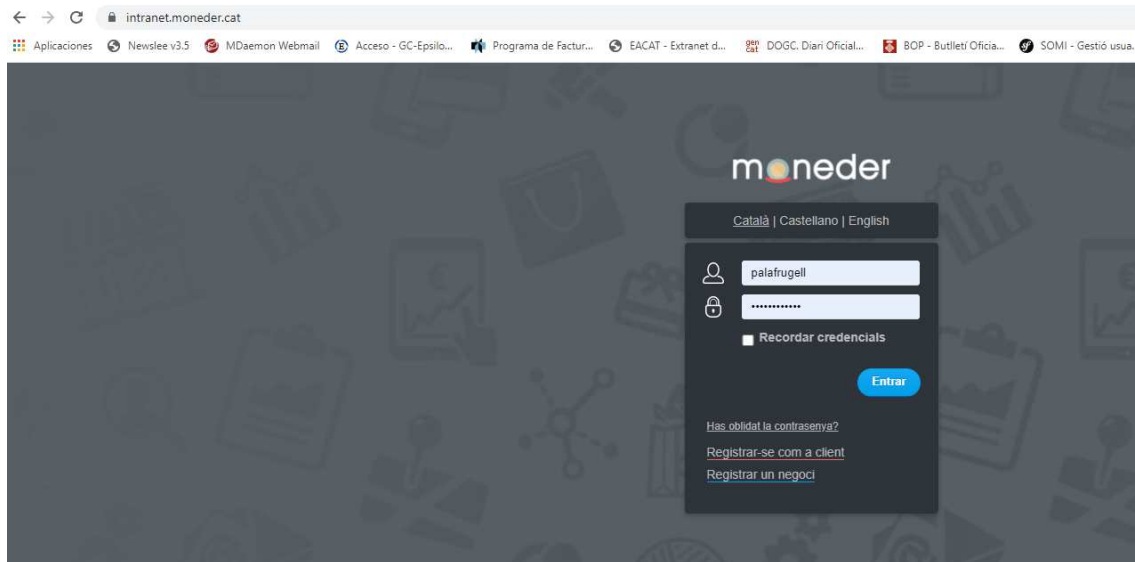 intranet.moneder.cat
Aplicaciones Newslee v3.5 MDaemon Webmail Acceso - GC-Epsilo... Programa de Factur... EACAT - Extranet d... gen cat DOGC. Diari Oficial... BOP - Butlletí Oficia... SOMI - Gestió usua.
moneder
Català | Castellano | English
palafrugell
••••••••••••
Recordar credencials
Entrar
Has oblidat la contrasenya?
Registrar-se com a client
Registrar un negoci